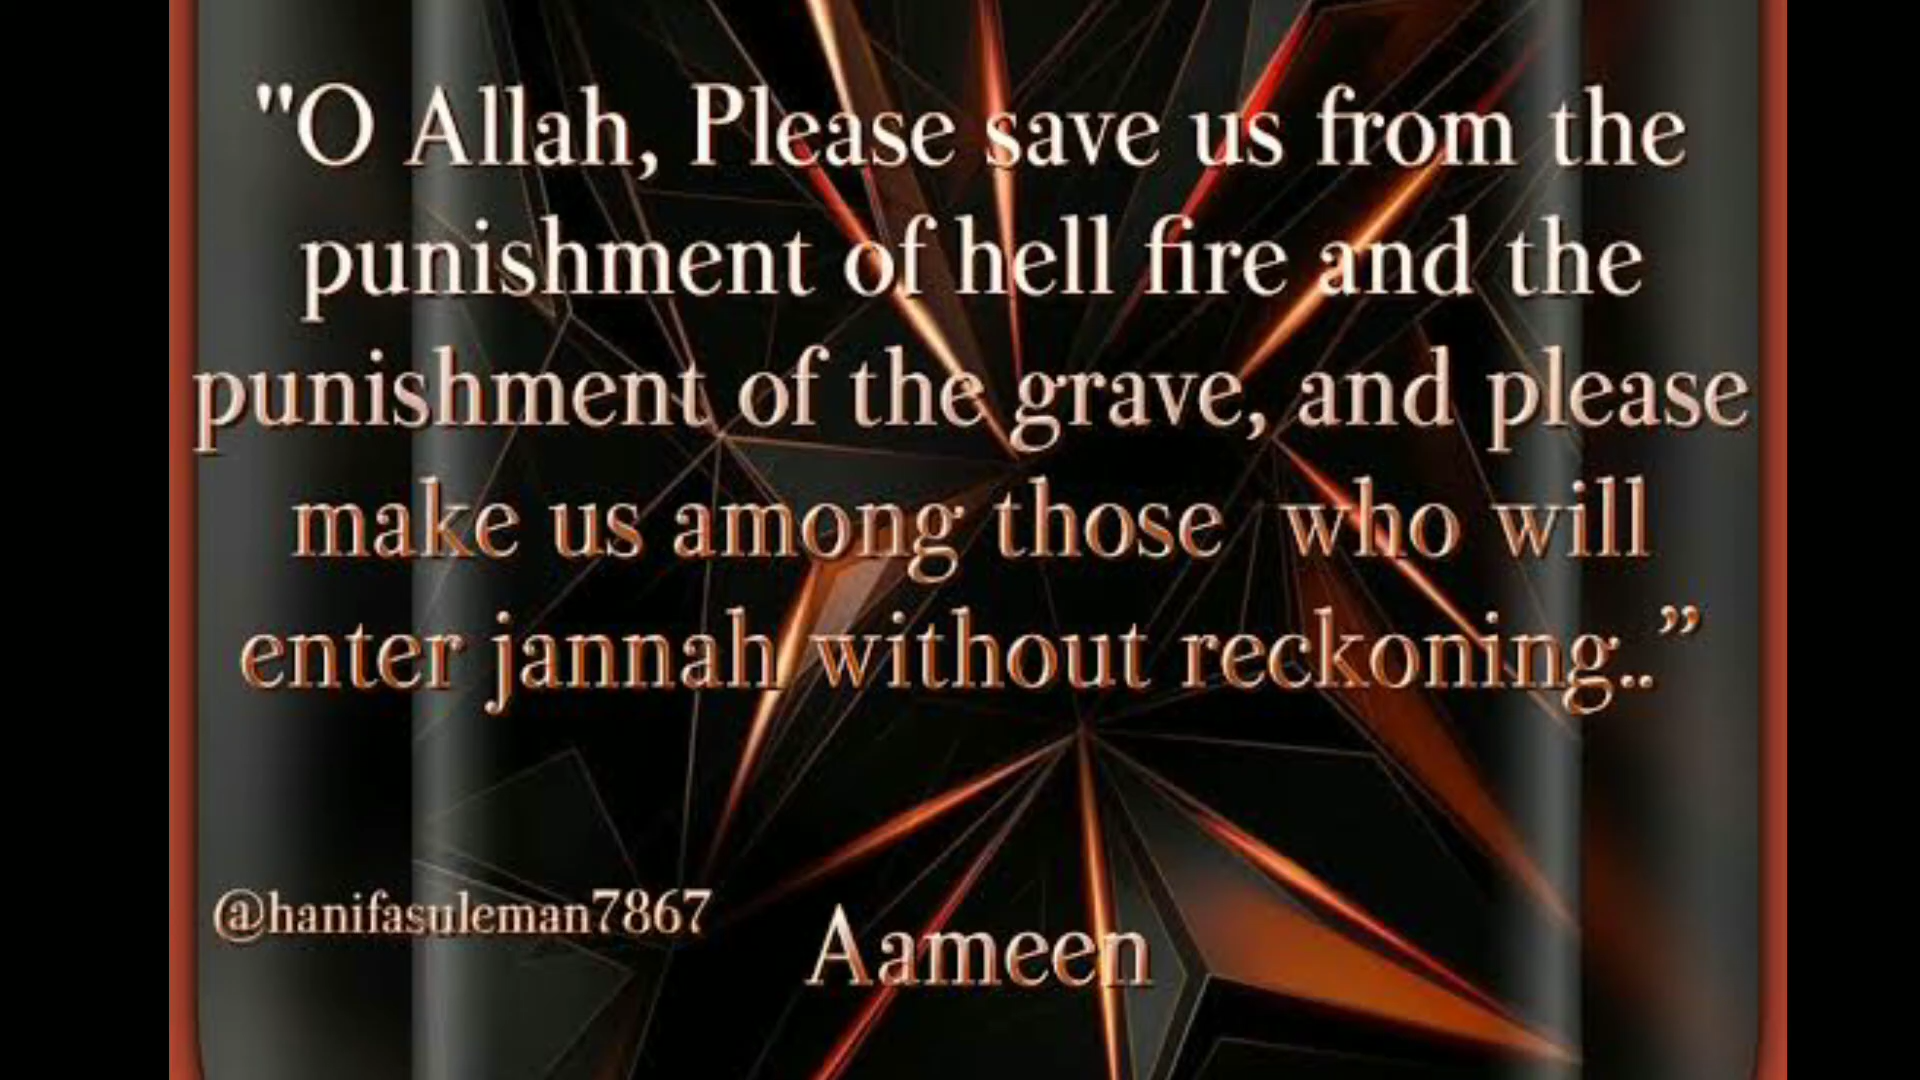 "O Allah, Please save us from the
punishment of hell fire and the
punishment of the grave, and please
make us among those who will
enter jannah without reckoning..”
@hanifasuleman7867
Aameen